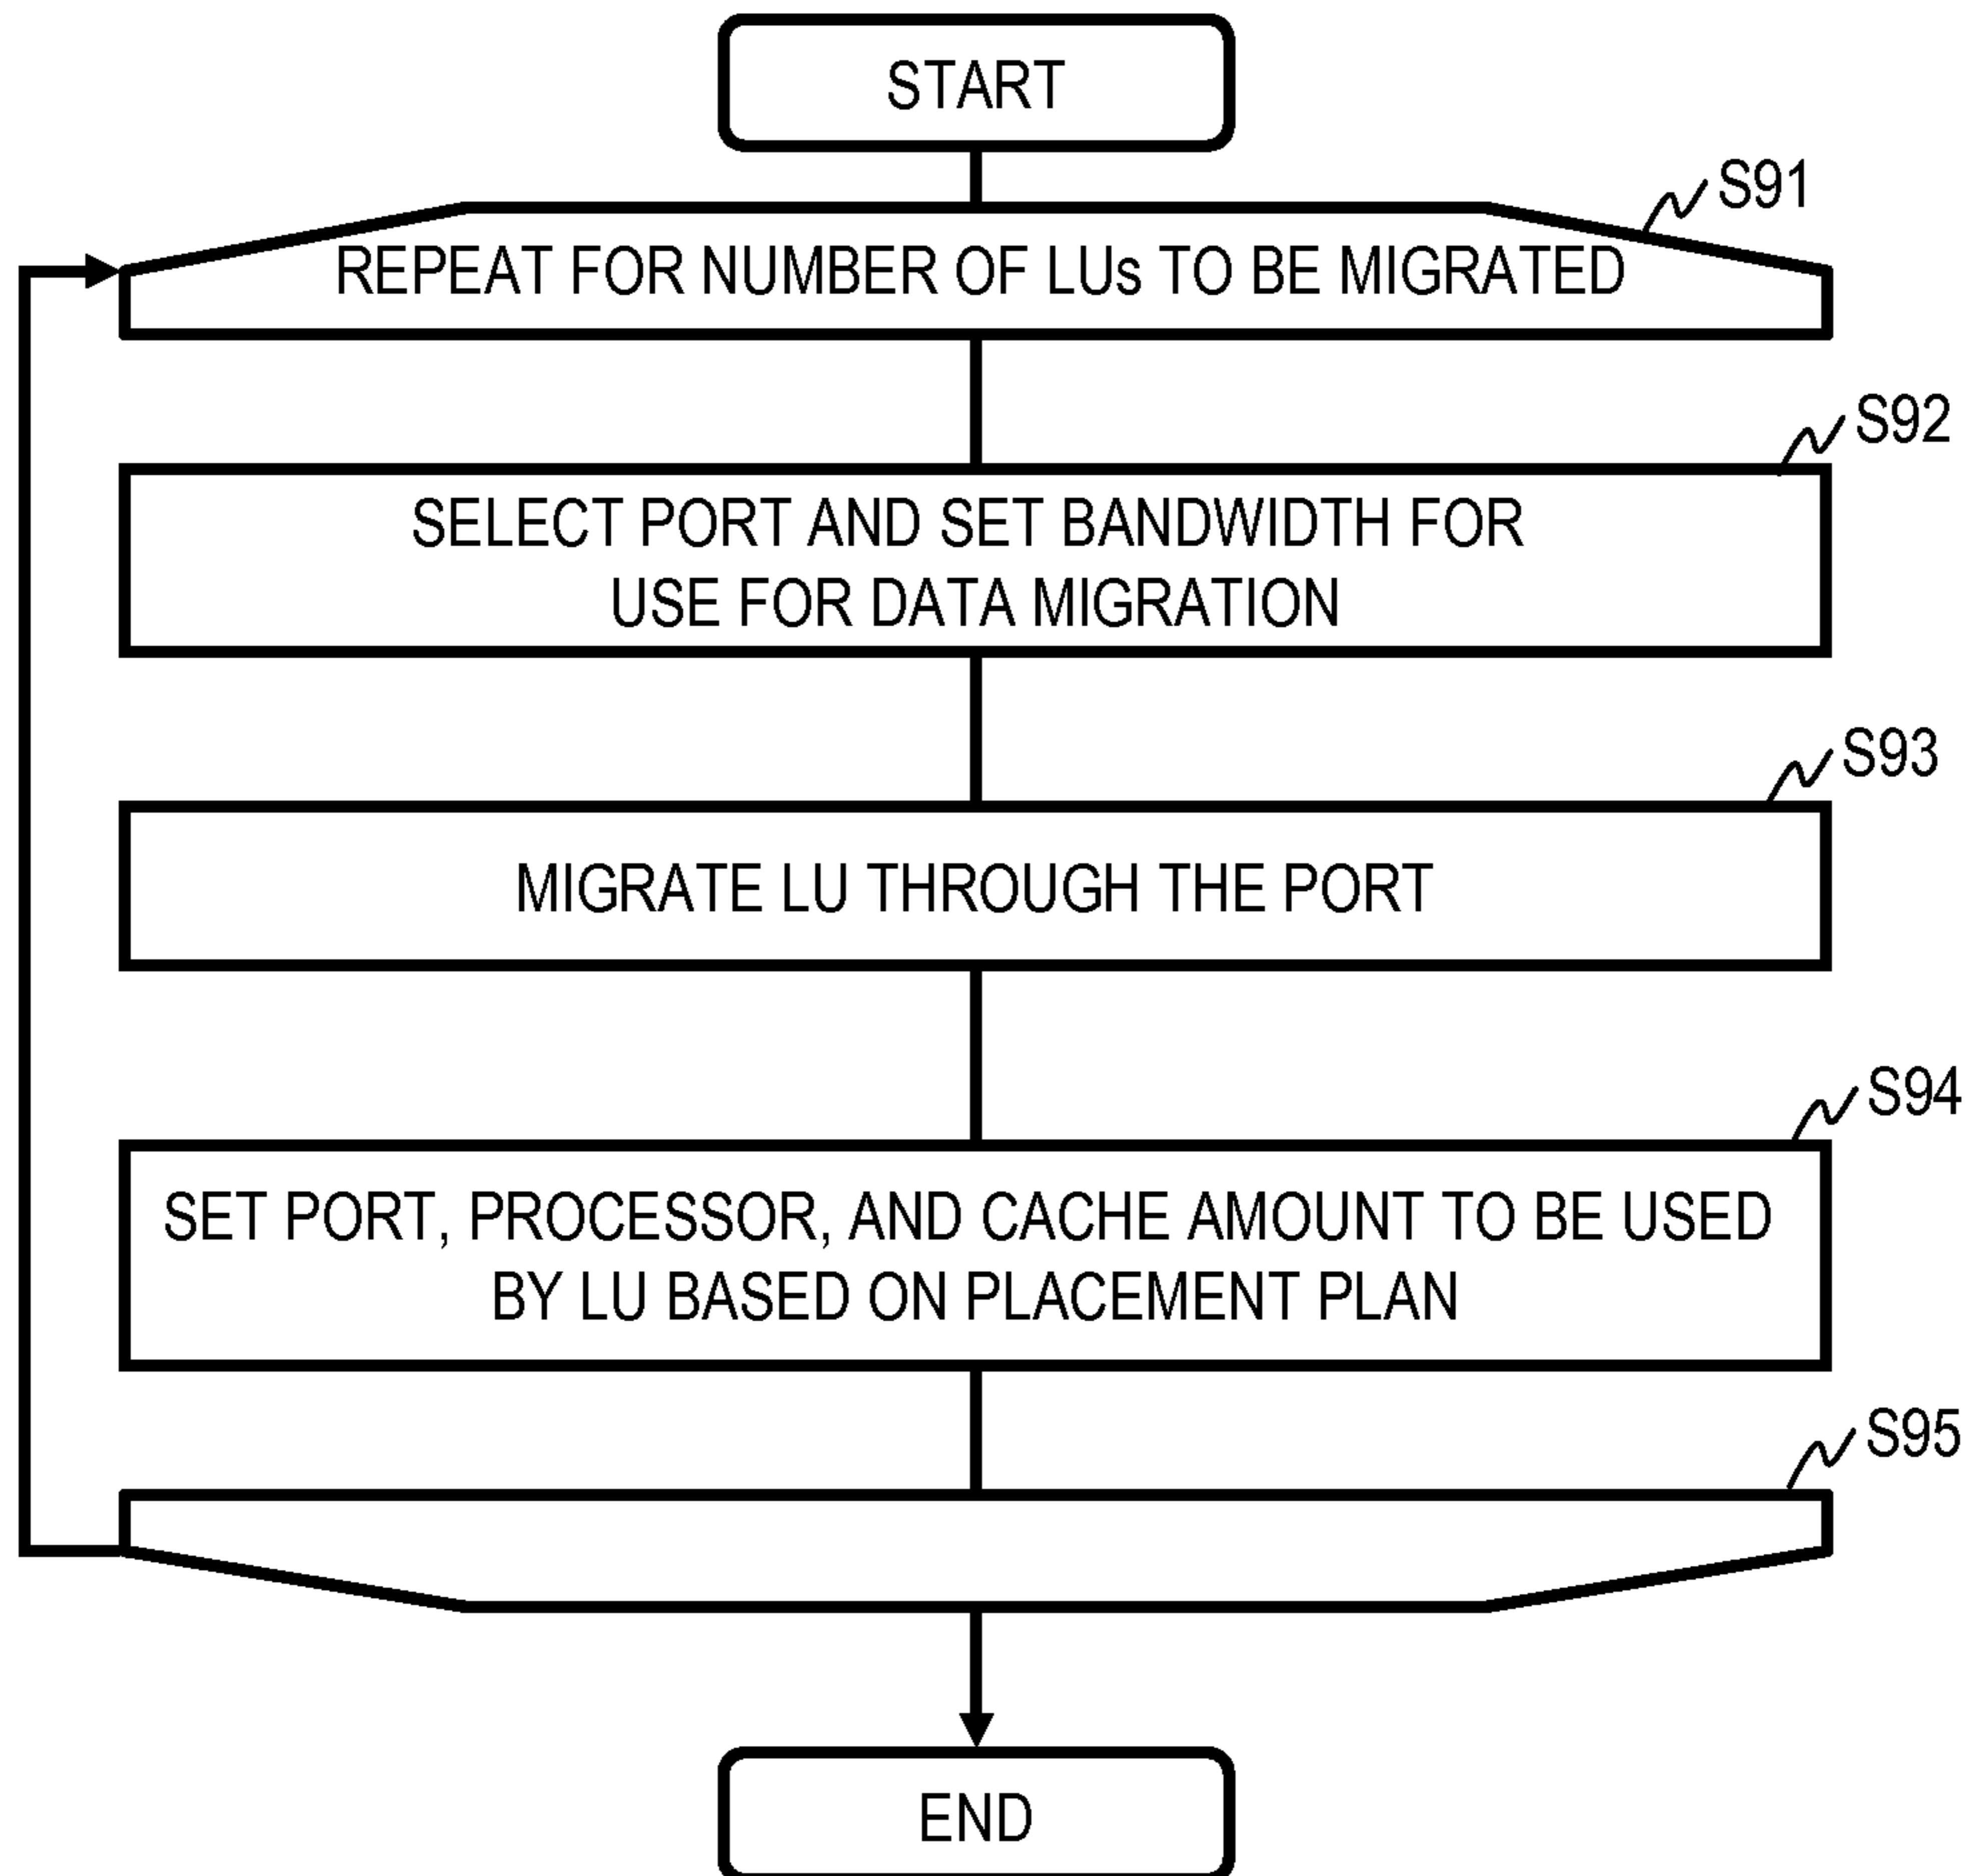 START
S91
REPEAT FOR NUMBER OF LUs TO BE MIGRATED
S92
SELECT PORT AND SET BANDWIDTH FOR
USE FOR DATA MIGRATION
S93
MIGRATE LU THROUGH THE PORT
S94
SET PORT, PROCESSOR, AND CACHE AMOUNT TO BE USED
BY LU BASED ON PLACEMENT PLAN
S95
END